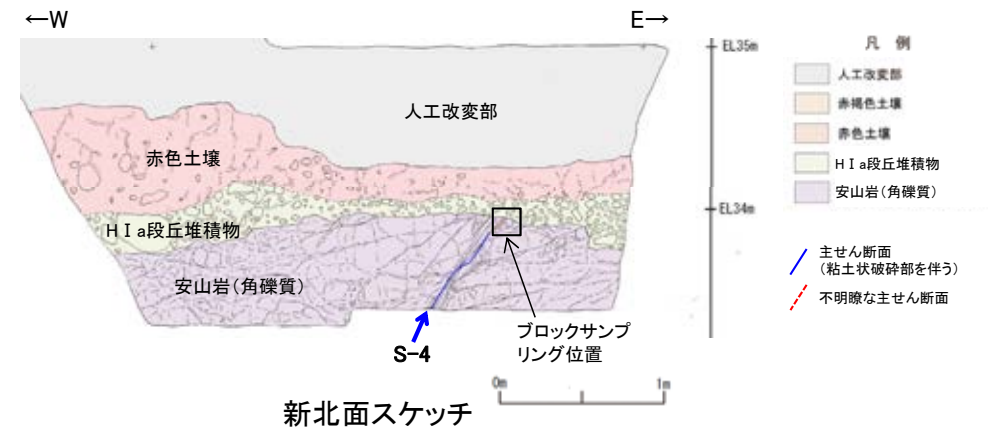 ←W
E→
EL35m
凡 例
人工改変部
赤褐色土壌
赤色土壌
HⅠa段丘堆積物
安山岩(角礫質)
人工改変部
赤色土壌
EL34m
HⅠa段丘堆積物
安山岩(角礫質)
主せん断面
(粘土状破砕部を伴う)
不明瞭な主せん断面
S-4
ブロックサンプ
リング位置
0m
1m
新北面スケッチ